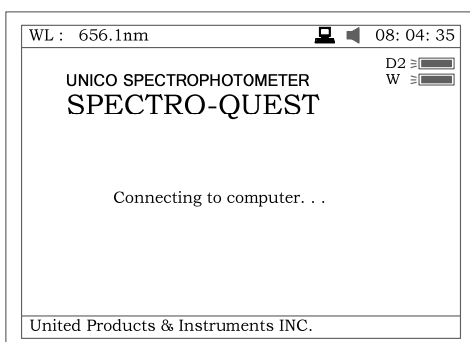 WL : 656.1nm 08: 04: 35
D2
UNICO SPECTROPHOTOMETER
W
SPECTRO-QUEST
Connecting to computer. . .
United Products & Instruments INC.